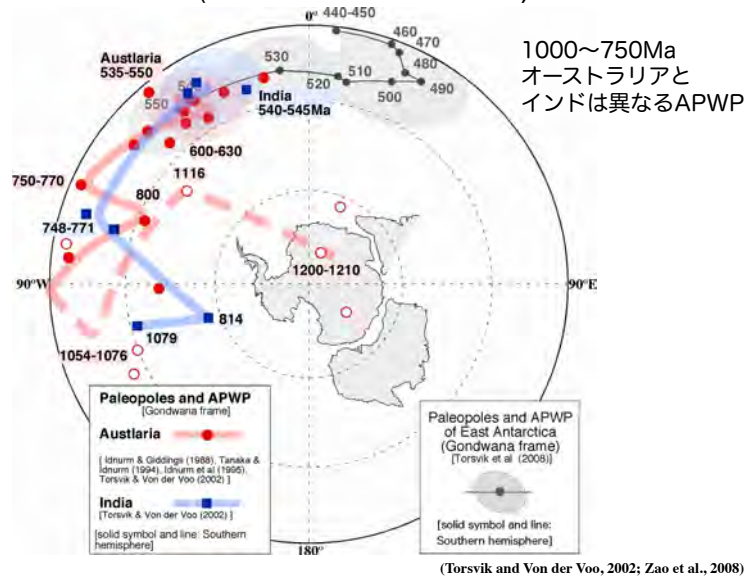 0°
440-450
460
470
480
490
500
510
520
530
550
1000〜750Ma
オーストラリアと
インドは異なるAPWP
Austlaria
535-550
India
540-545Ma
600-630
1116
750-770
800
748-771
90°W
90°E
1200-1210
814
1079
1054-1076
Paleopoles and APWP
[Gondwana frame]
Austlaria
[ Idnurm & Giddings (1988), Tanaka &
Idnurm (1994), Idnurm et al (1995),
Torsvik & Von der Voo (2002) ]
India
[Torsvik & Von der Voo (2002) ]
[solid symbol and line: Southern
hemisphere]
Paleopoles and APWP
of East Antarctica
(Gondwana frame)
[Torsvik et al (2008)]
[solid symbol and line:
Southern hemisphere]
180°
(Torsvik and Von der Voo, 2002; Zao et al., 2008)